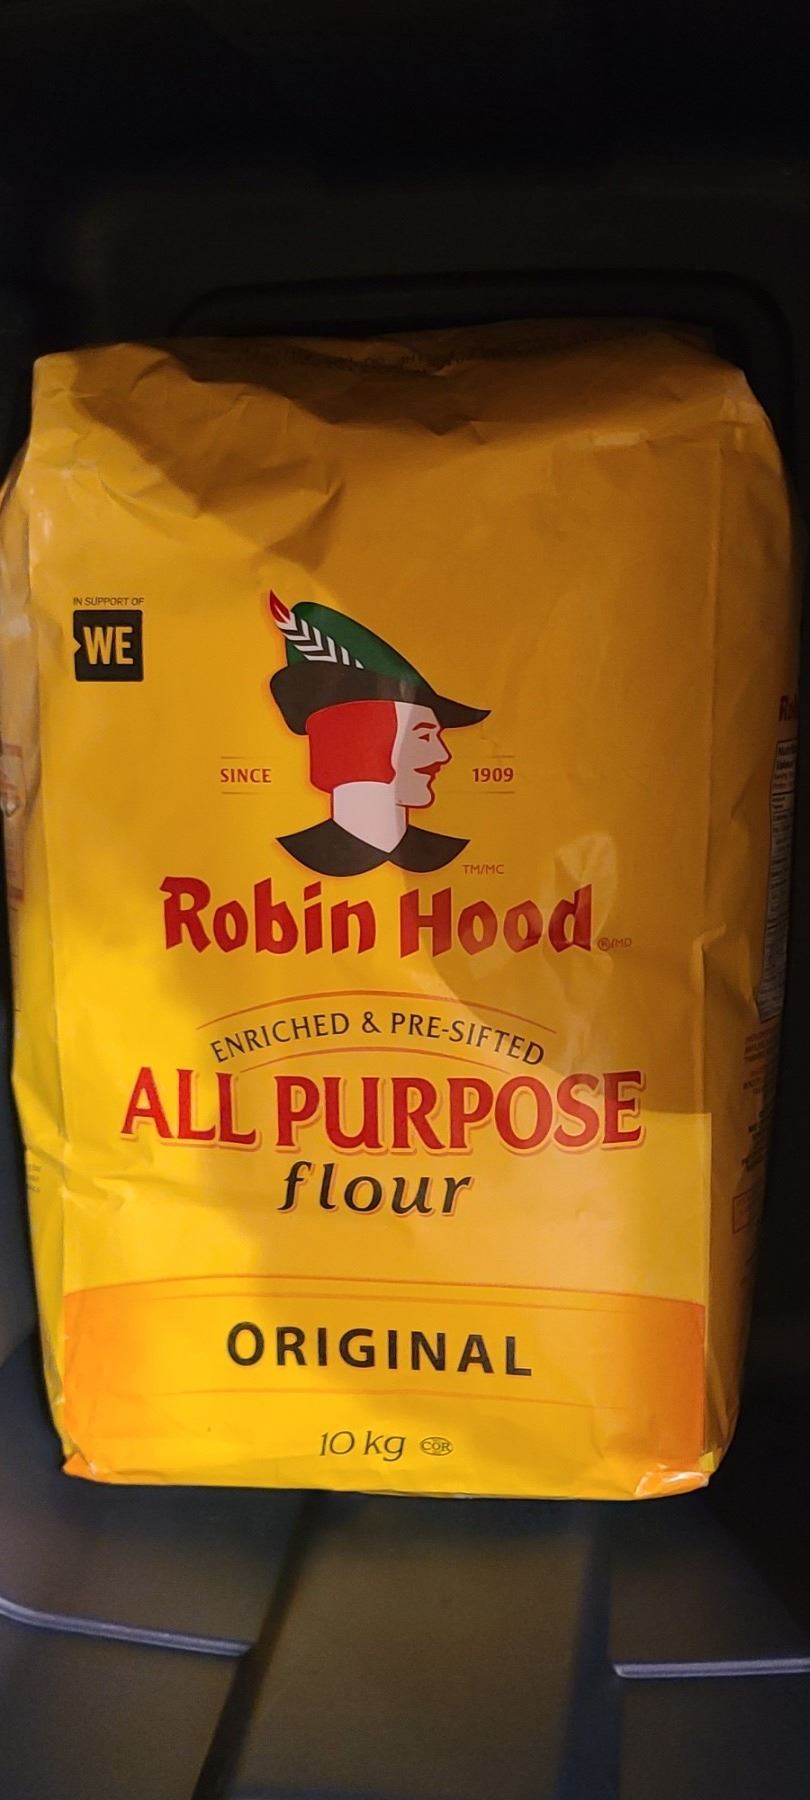 IN SUPPORT OF
WE
SINCE 1909
TM/MC
Robin Hood ®/MD
ENRICHED & PRE-SIFTED
ALL PURPOSE
flour
ORIGINAL
10 kg COR